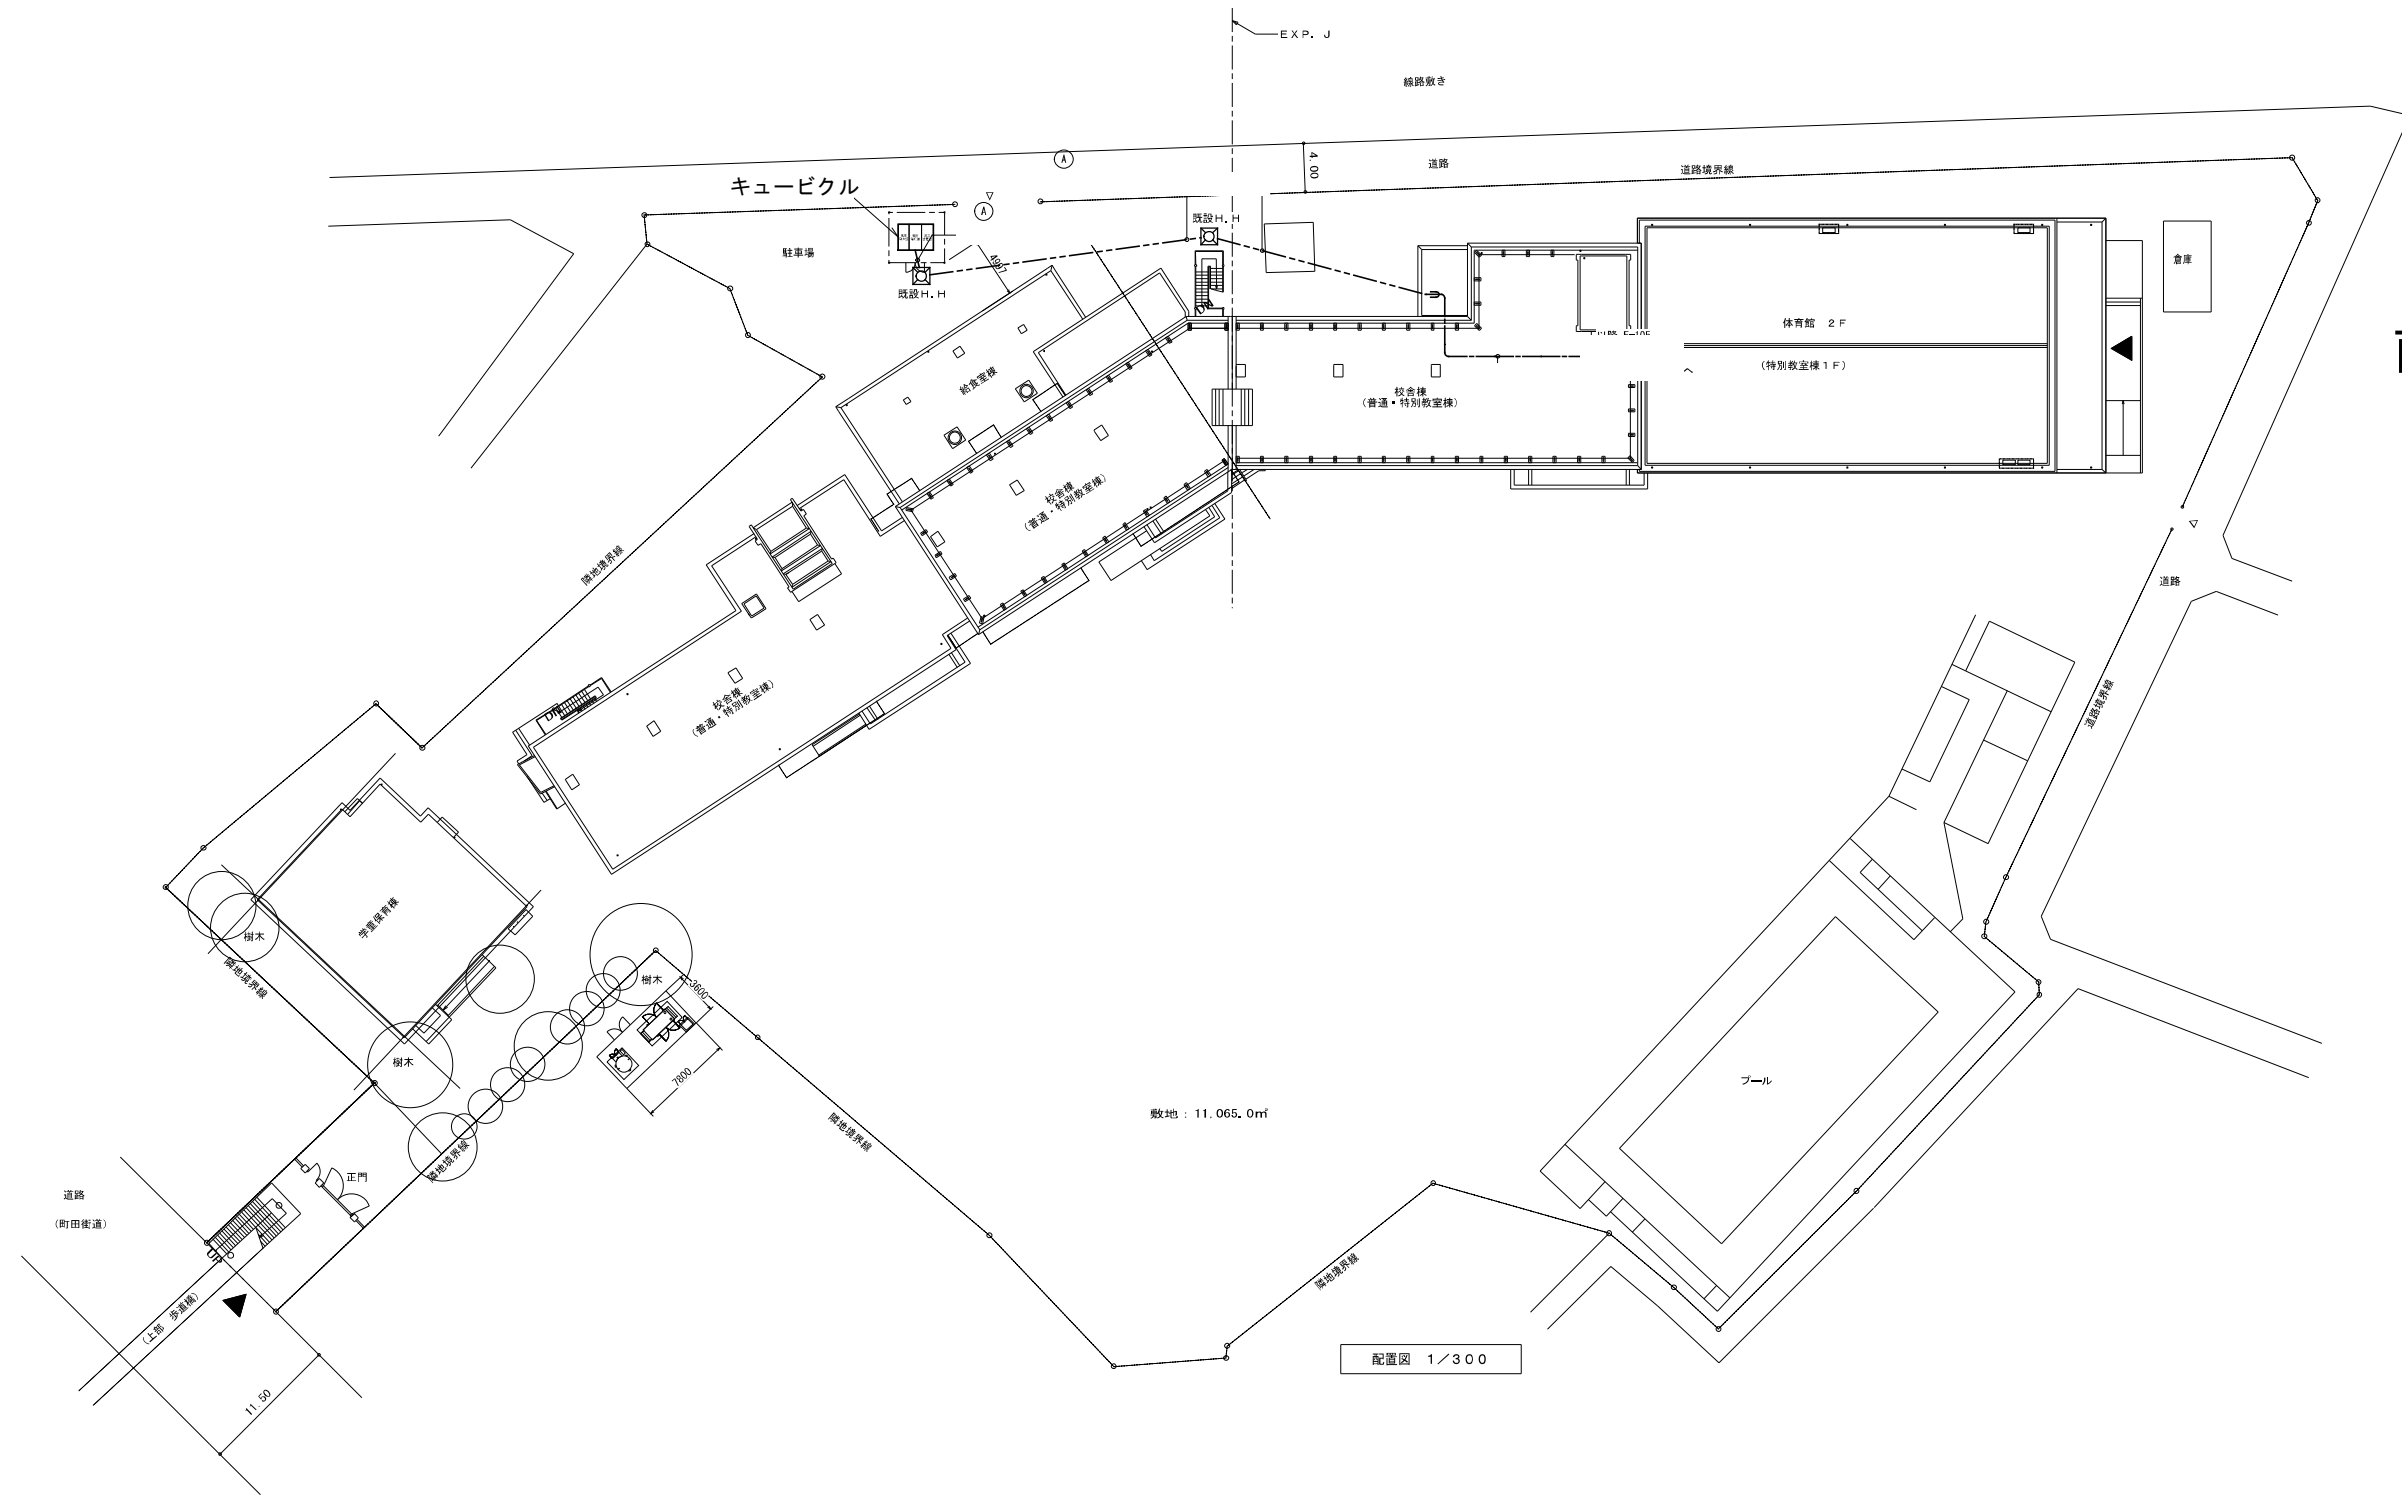 ＥＸＰ．Ｊ
線路敷き
Ａ
4.00
道路
道路境界線
キュービクル
Ａ
既設Ｈ．Ｈ
駐車場
4997
既設Ｈ．Ｈ
倉庫
体育館　２Ｆ
（特別教室棟１Ｆ）
DN
給食室棟
校舎棟
（普通・特別教室棟）
校舎棟
（普通・特別教室棟）
隣地境界線
道路
校舎棟
（普通・特別教室棟）
DN
道路境界線
学童保育棟
樹木
隣地境界線
樹木
3600
樹木
7800
プール
敷地：11,065.0㎡
隣地境界線
隣地境界線
正門
道路
（町田街道）
UP
隣地境界線
（上部　歩道橋）
11.50
配置図　１／３００